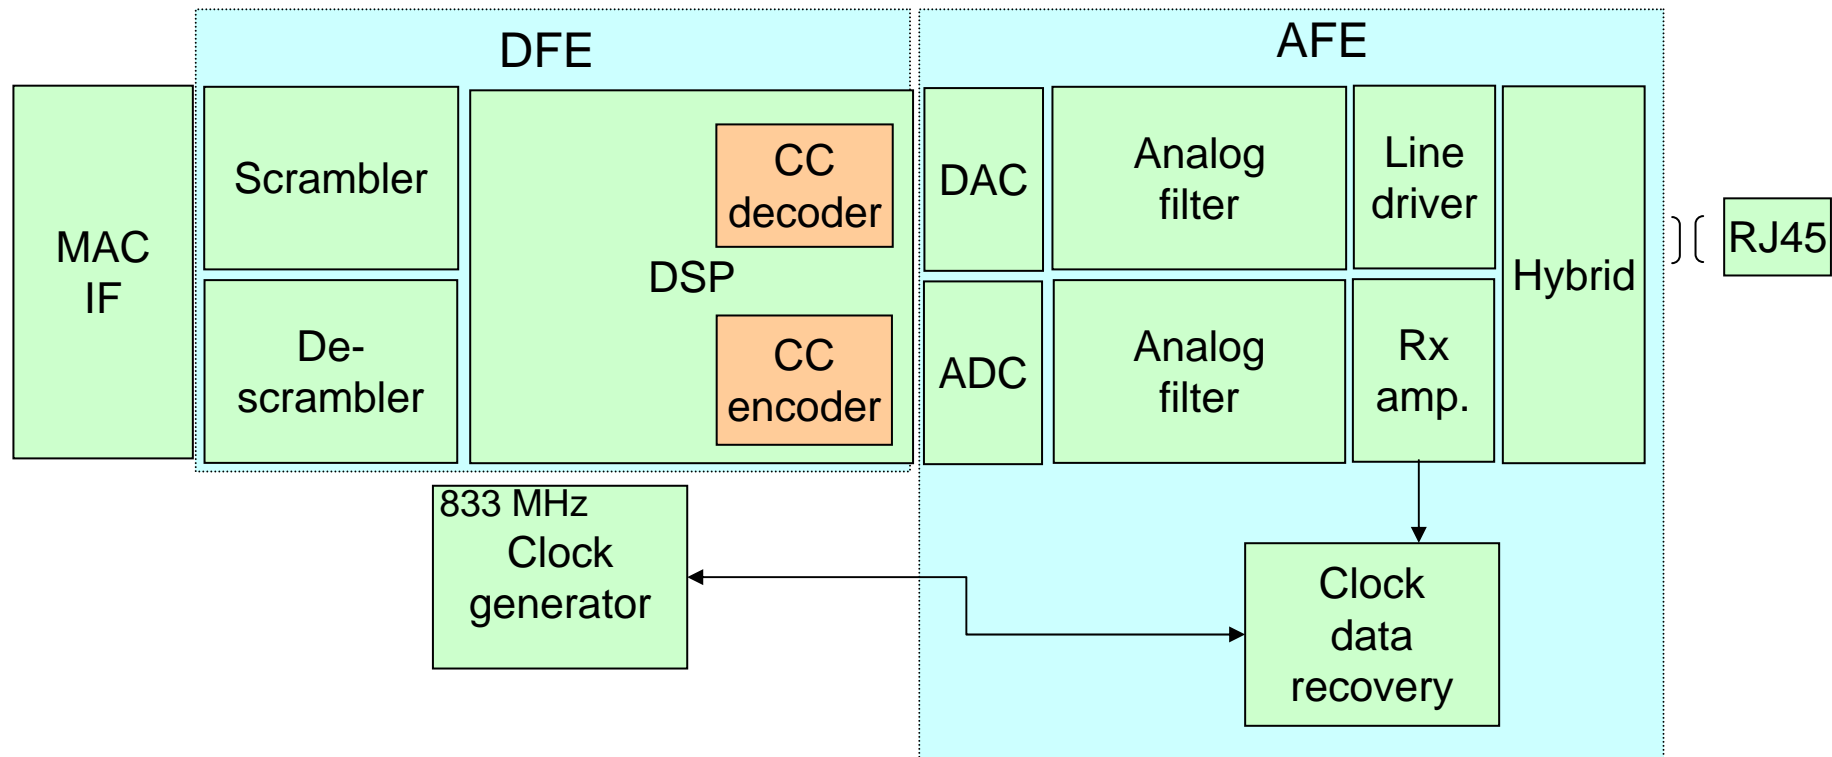 DFE
AFE
MAC
IF
Scrambler
De-
scrambler
DSP
CC
decoder
CC
encoder
DAC
ADC
Analog
filter
Analog
filter
Line
driver
Rx
amp.
Hybrid
RJ45
833 MHz
Clock
generator
Clock
data
recovery